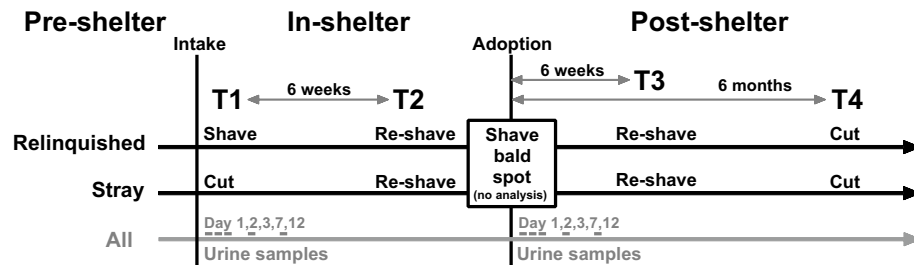 Pre-shelter In-shelter Post-shelter
Intake Adoption
6 weeks T3
T1 6 weeks T2 6 months T4
Relinquished Shave Re-shave Shave bald spot (no analysis) Re-shave Cut
Stray Cut Re-shave Re-shave Cut
All Day 1,2,3,7,12 Day 1,2,3,7,12
Urine samples Urine samples